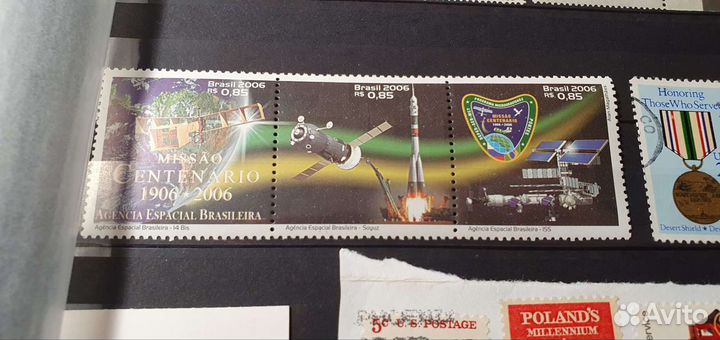 Brasil 2006
R$ 0,85
MISSÃO
CENTENÁRIO
1906 • 2006
AGÊNCIA ESPACIAL BRASILEIRA
Agência Espacial Brasileira - 14 Bis
Brasil 2006
R$ 0,85
Agência Espacial Brasileira - Soyuz
Brasil 2006
R$ 0,85
MISSÃO
CENTENÁRIO
Agência Espacial Brasileira - ISS
Honoring
Those Who Serve
Desert Shield
5c U.S. POSTAGE
POLAND'S
MILLENNIUM
Avito